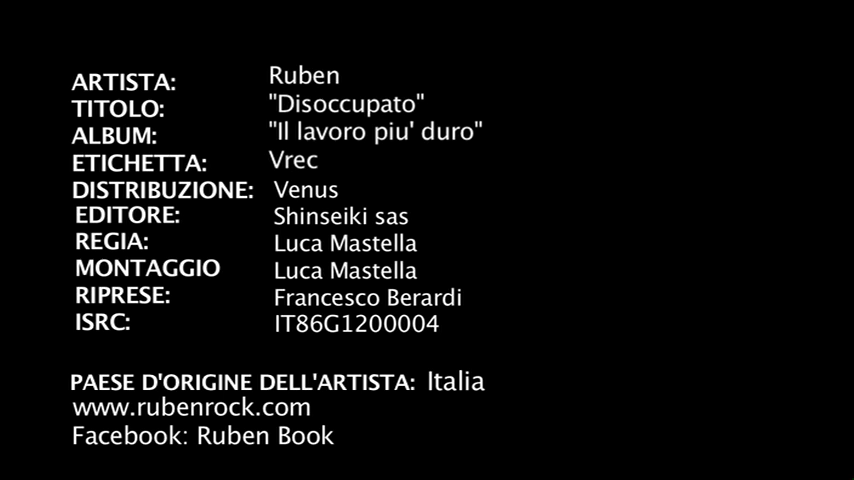 ARTISTA: Ruben
TITOLO: "Disoccupato"
ALBUM: "Il lavoro piu' duro"
ETICHETTA: Vrec
DISTRIBUZIONE: Venus
EDITORE: Shinseiki sas
REGIA: Luca Mastella
MONTAGGIO Luca Mastella
RIPRESE: Francesco Berardi
ISRC: IT86G1200004
PAESE D'ORIGINE DELL'ARTISTA: Italia
www.rubenrock.com
Facebook: Ruben Book